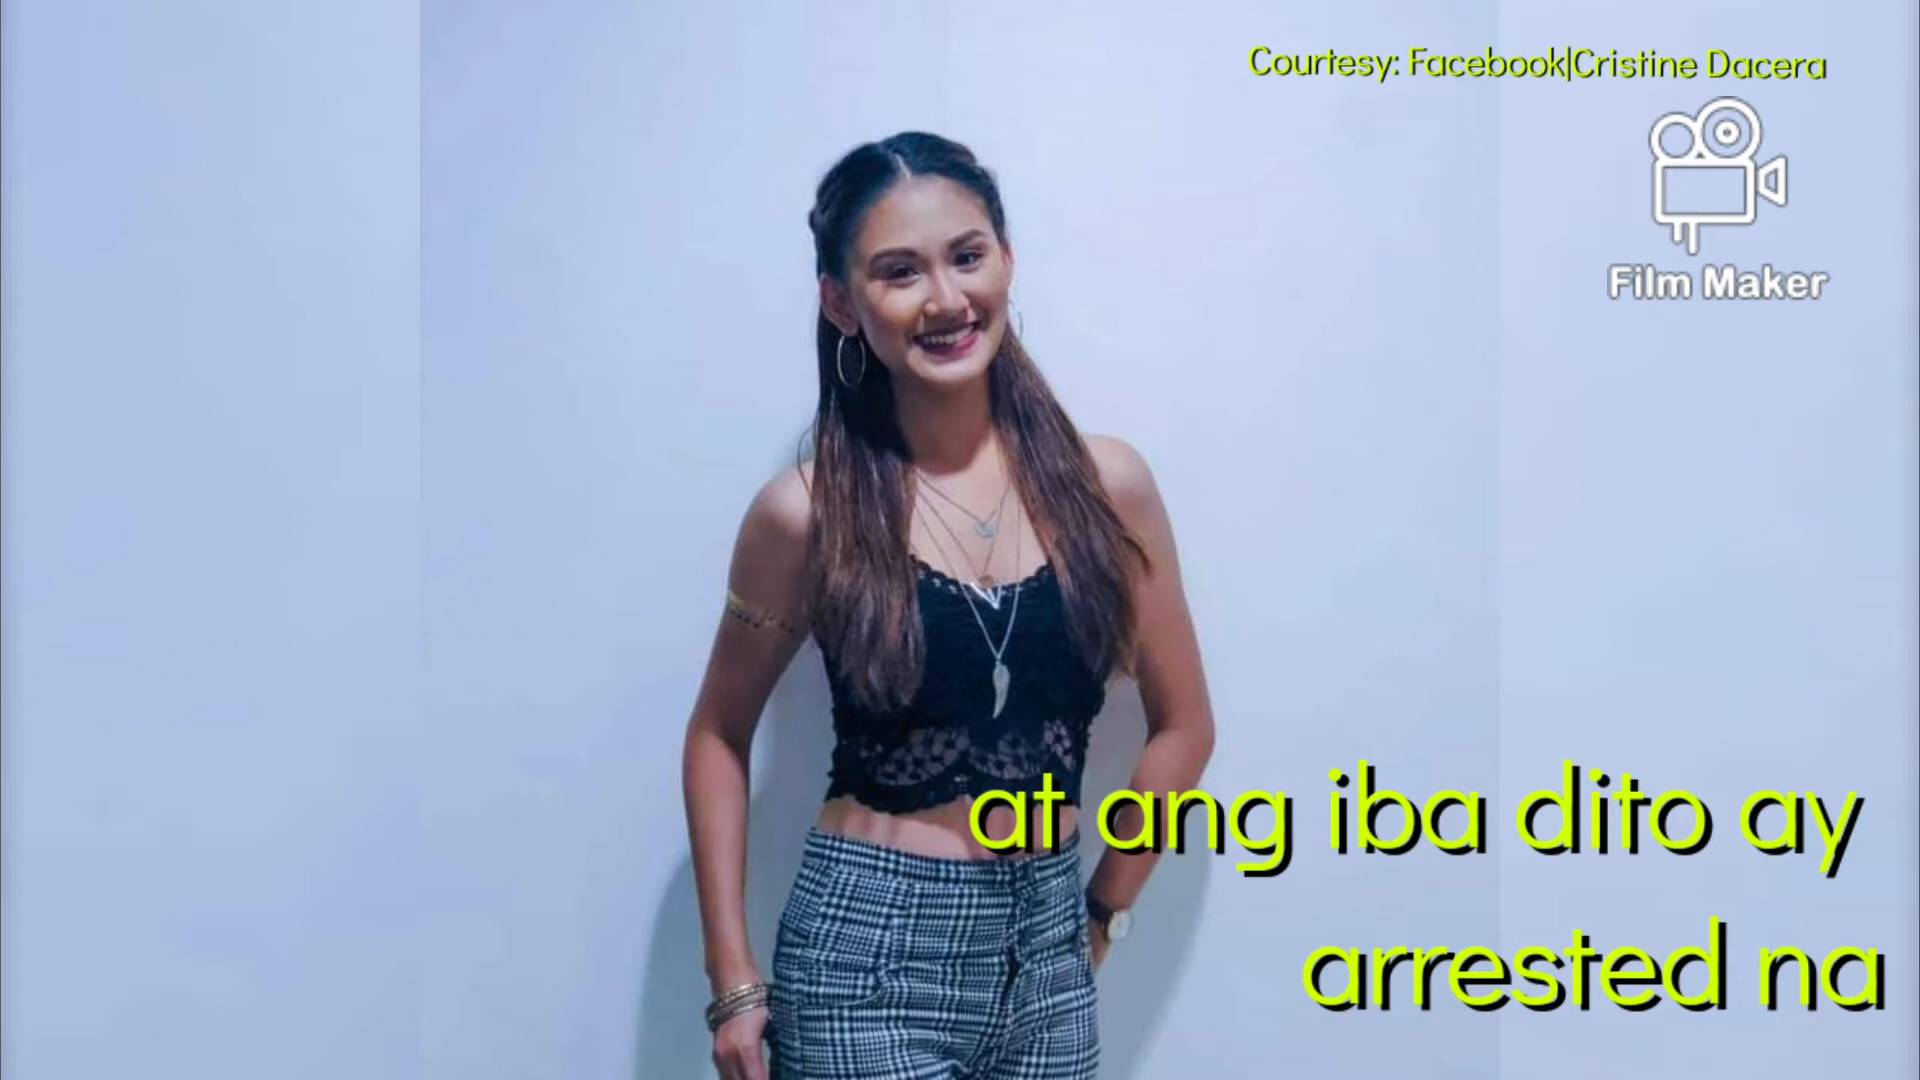 Courtesy: Facebook|Cristine Dacera
Film Maker
at ang iba dito ay
arrested na